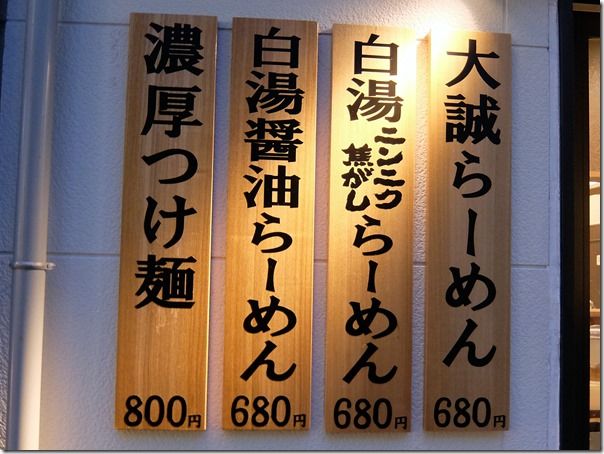 大誠らーめん
680円
白湯ニンニク焦がしらーめん
680円
白湯醤油らーめん
680円
濃厚つけ麺
800円